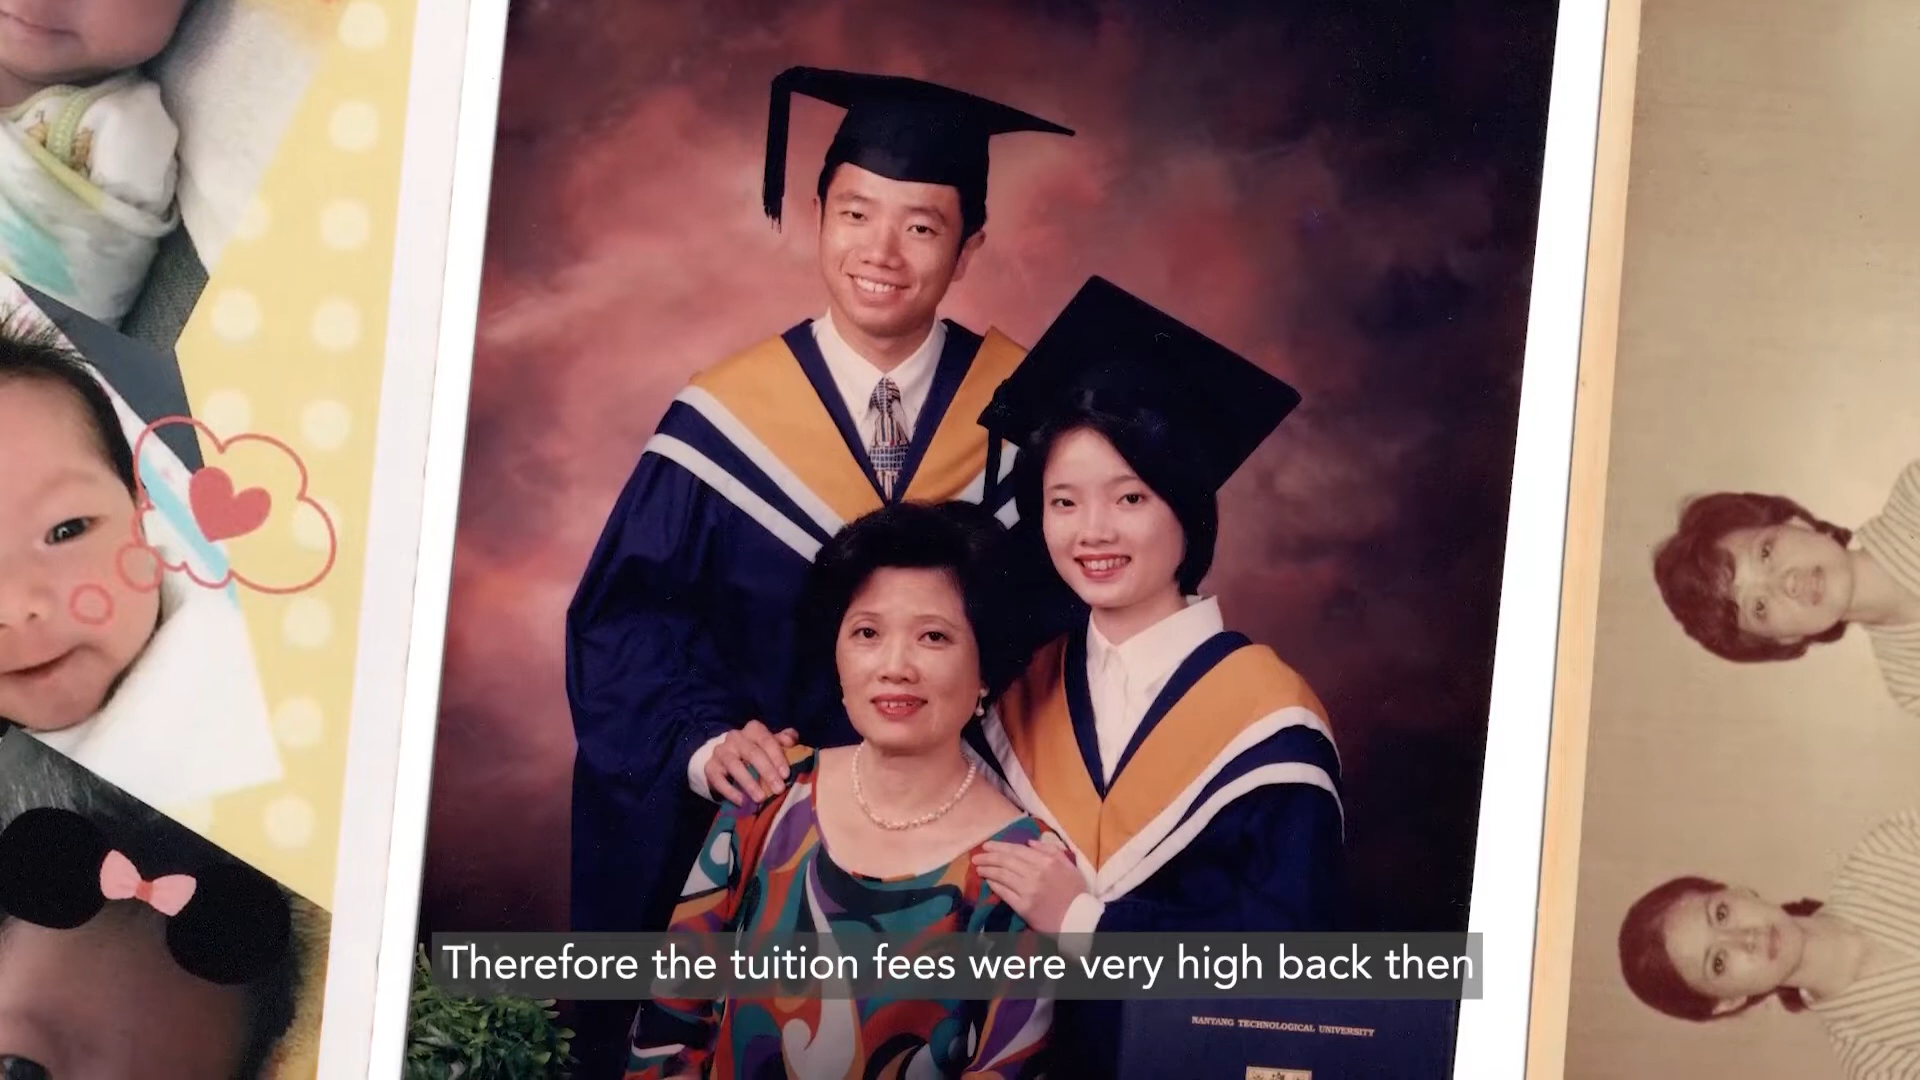 Therefore the tuition fees were very high back then
NANYANG TECHNOLOGICAL UNIVERSITY